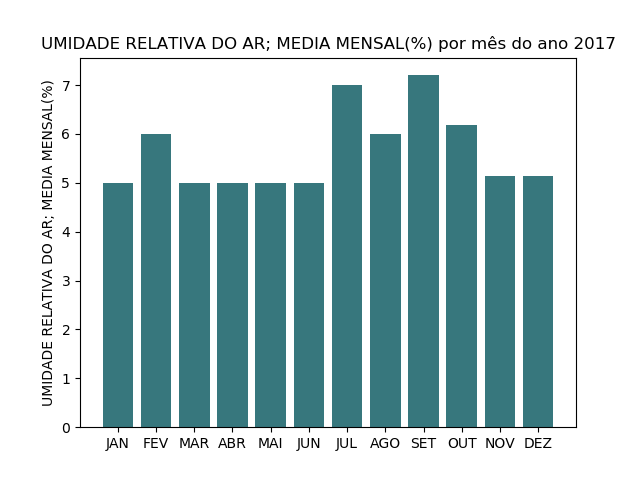 UMIDADE RELATIVA DO AR; MEDIA MENSAL(%) por mês do ano 2017
UMIDADE RELATIVA DO AR; MEDIA MENSAL(%)
7
6
5
4
3
2
1
0
JAN FEV MAR ABR MAI JUN JUL AGO SET OUT NOV DEZ